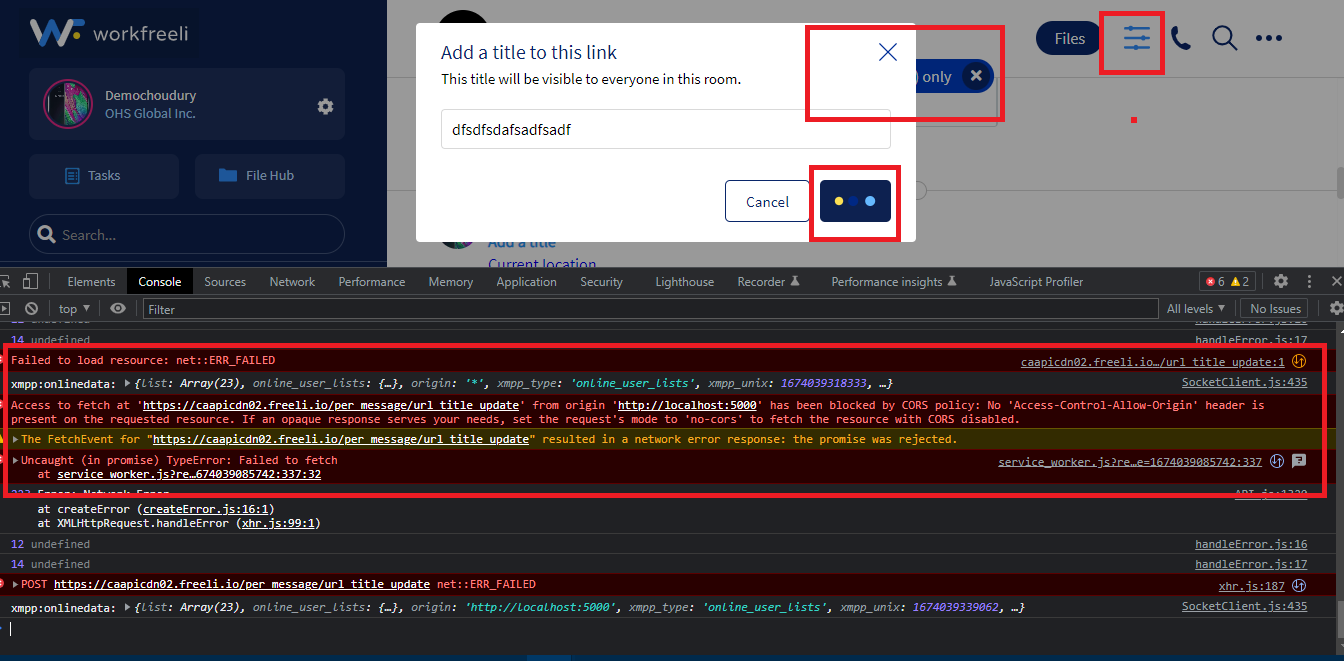 workfreeli
Demochoudury
OHS Global Inc.
Tasks
File Hub
Search...
Files
) only
Add a title to this link
This title will be visible to everyone in this room.
dfsdfsdafsadfsadf
Cancel
Add a title
Current location
Elements Console Sources Network Performance Memory Application Security Lighthouse Recorder Performance insights JavaScript Profiler 6 2
top Filter All levels No Issues
14 undefined handleError.js:17
Failed to load resource: net::ERR_FAILED caapicdn02.freeli.io…/url_title_update:1
xmpp:onlinedata: {list: Array(23), online_user_lists: {…}, origin: '*', xmpp_type: 'online_user_lists', xmpp_unix: 1674039318333, …} SocketClient.js:435
Access to fetch at 'https://caapicdn02.freeli.io/per_message/url_title_update' from origin 'http://localhost:5000' has been blocked by CORS policy: No 'Access-Control-Allow-Origin' header is
present on the requested resource. If an opaque response serves your needs, set the request's mode to 'no-cors' to fetch the resource with CORS disabled.
The FetchEvent for "https://caapicdn02.freeli.io/per_message/url_title_update" resulted in a network error response: the promise was rejected.
Uncaught (in promise) TypeError: Failed to fetch service_worker.js?re…e=1674039085742:337
at service_worker.js?re…6674039085742:337:32
Error: Network Error
at createError (createError.js:16:1)
at XMLHttpRequest.handleError (xhr.js:99:1)
12 undefined handleError.js:16
14 undefined handleError.js:17
POST https://caapicdn02.freeli.io/per_message/url_title_update net::ERR_FAILED xhr.js:187
xmpp:onlinedata: {list: Array(23), online_user_lists: {…}, origin: 'http://localhost:5000', xmpp_type: 'online_user_lists', xmpp_unix: 1674039339062, …} SocketClient.js:435